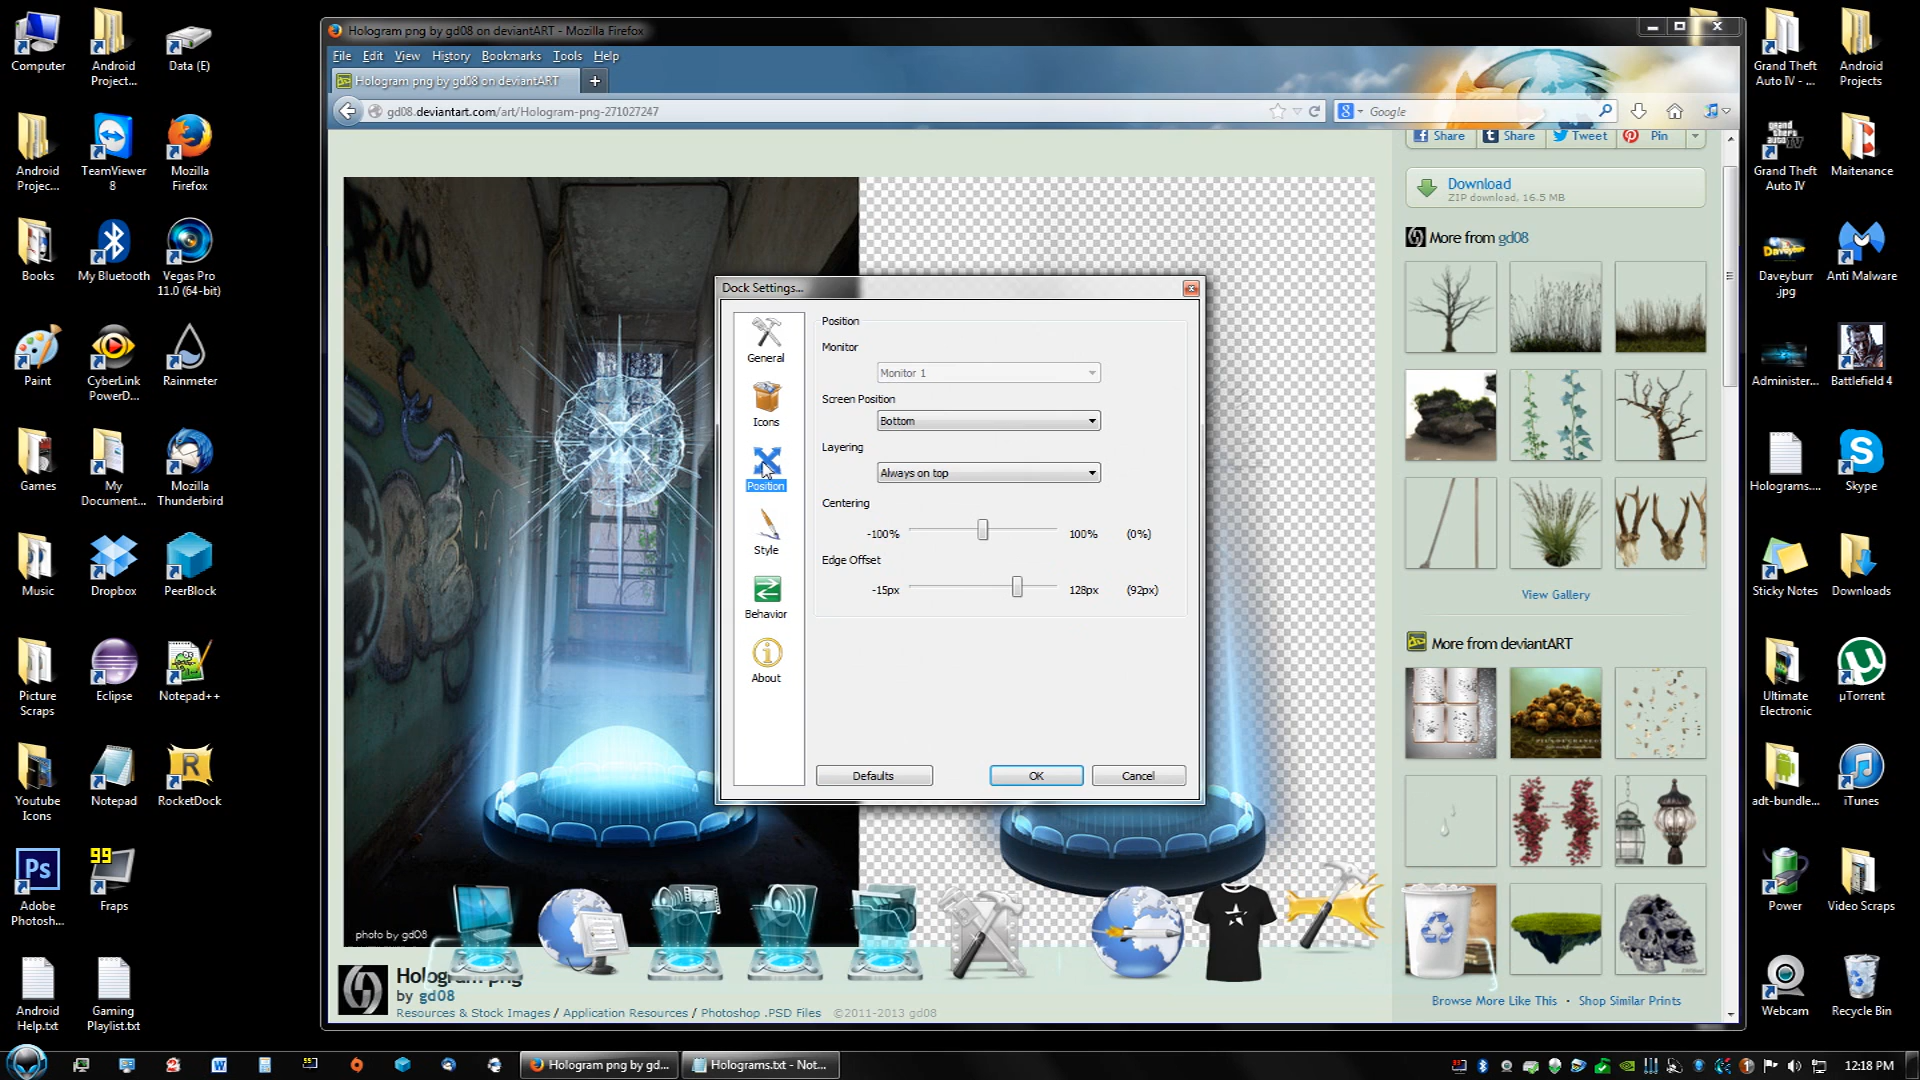 Computer
Android
Project...
Data (E)
Android
Projec...
TeamViewer
8
Mozilla
Firefox
Books
My Bluetooth
Vegas Pro
11.0 (64-bit)
Paint
CyberLink
PowerD...
Rainmeter
Games
My
Document...
Mozilla
Thunderbird
Music
Dropbox
PeerBlock
Picture
Scraps
Eclipse
Notepad++
Youtube
Icons
Notepad
RocketDock
Ps
Adobe
Photosh...
99
Fraps
Android
Help.txt
Gaming
Playlist.txt
Hologram png by gd08 on deviantART - Mozilla Firefox
File Edit View History Bookmarks Tools Help
Hologram png by gd08 on deviantART
gd08.deviantart.com/art/Hologram-png-271027247
Google
Share Share Tweet Pin
Download
ZIP download, 16.5 MB
More from gd08
View Gallery
More from deviantART
Browse More Like This · Shop Similar Prints
Dock Settings...
General
Icons
Position
Style
Behavior
About
Position
Monitor
Monitor 1
Screen Position
Bottom
Layering
Always on top
Centering
-100% 100% (0%)
Edge Offset
-15px 128px (92px)
Defaults OK Cancel
photo by gd08
Hologram png
by gd08
Resources & Stock Images / Application Resources / Photoshop .PSD Files ©2011-2013 gd08
Grand Theft
Auto IV - ...
Android
Projects
Grand Theft
Auto IV
Maitenance
Daveyburr
.jpg
Anti Malware
Administer...
Battlefield 4
Holograms....
Skype
Sticky Notes
Downloads
Ultimate
Electronic
µTorrent
adt-bundle...
iTunes
Power
Video Scraps
Webcam
Recycle Bin
Hologram png by gd...
Holograms.txt - Not...
12:18 PM